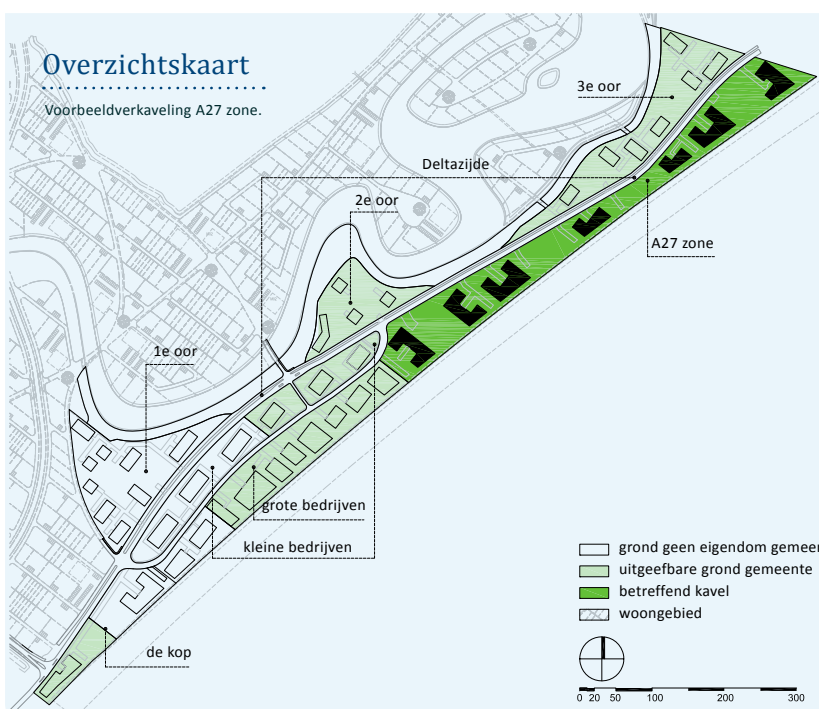 Overzichtskaart
Voorbeeldverkaveling A27 zone.
3e oor
Deltazijde
2e oor
A27 zone
1e oor
grote bedrijven
kleine bedrijven
de kop
grond geen eigendom gemeen
uitgeefbare grond gemeente
betreffend kavel
woongebied
0 20 50 100 200 300